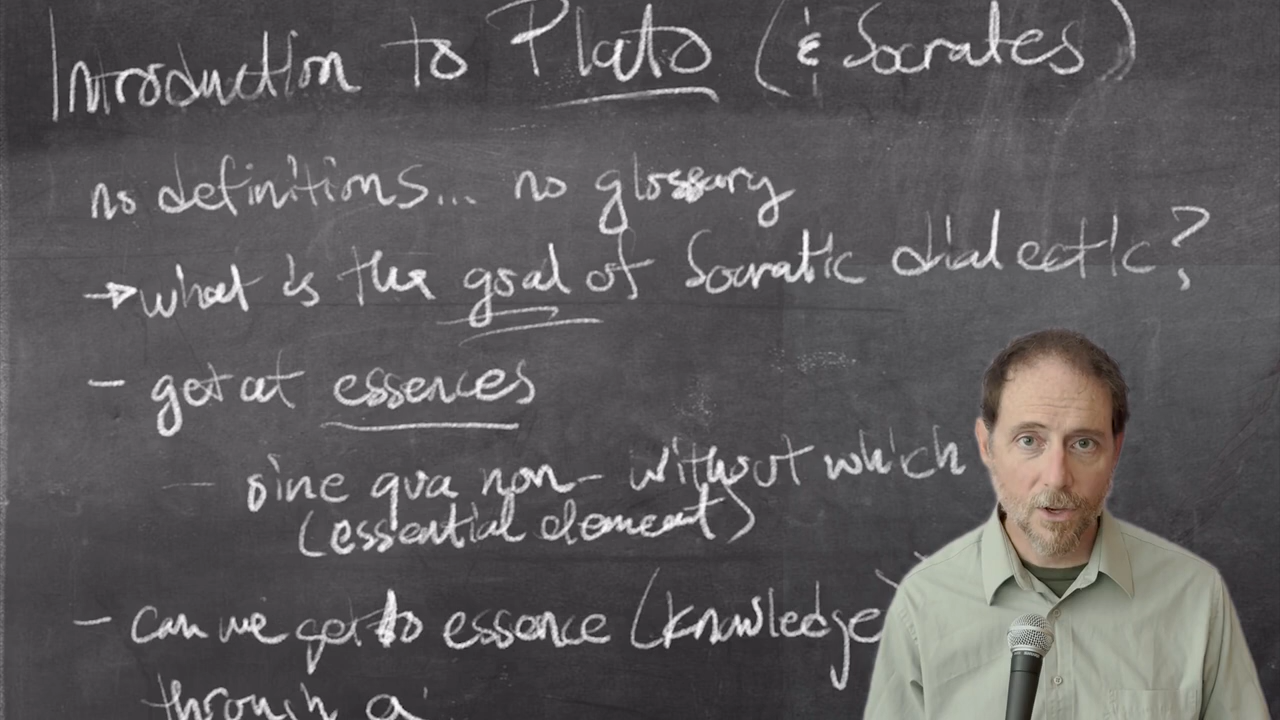 Introduction to Plato (& Socrates)
no definitions... no glossary
→ what is the goal of Socratic dialectic?
- get at essences
- sine qua non - without which
(essential element)
- can we get to essence (knowledge
through a